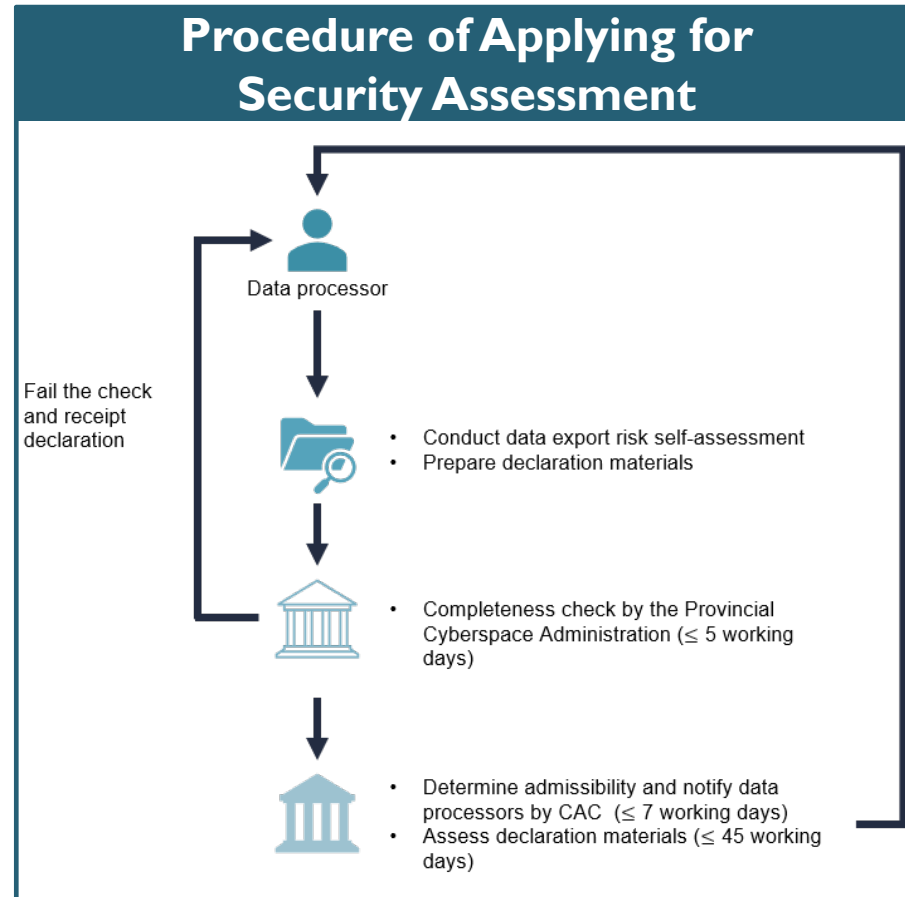 Procedure of Applying for
Security Assessment
Data processor
Fail the check
and receipt
declaration
• Conduct data export risk self-assessment
• Prepare declaration materials
• Completeness check by the Provincial
Cyberspace Administration (≤ 5 working
days)
• Determine admissibility and notify data
processors by CAC (≤ 7 working days)
• Assess declaration materials (≤ 45 working
days)